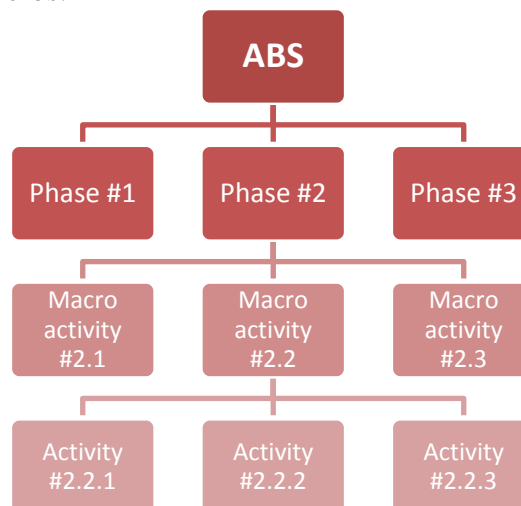 ABS
Phase #1
Phase #2
Phase #3
Macro
activity
#2.1
Macro
activity
#2.2
Macro
activity
#2.3
Activity
#2.2.1
Activity
#2.2.2
Activity
#2.2.3